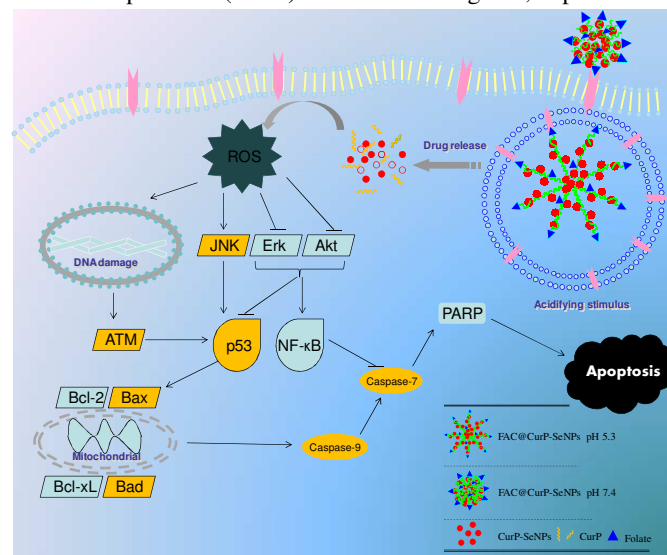 Drug release
ROS
JNK
Erk
Akt
DNA damage
Acidifying stimulus
ATM
p53
NF-κB
PARP
Apoptosis
Caspase-7
Bcl-2
Bax
Mitochondrial
Caspase-9
Bcl-xL
Bad
FAC@CurP-SeNPs pH 5.3
FAC@CurP-SeNPs pH 7.4
CurP-SeNPs CurP Folate